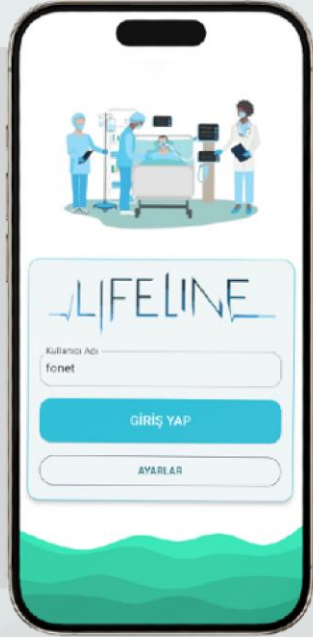 LIFELINE
Kullanıcı Adı
fonet
GİRİŞ YAP
AYARLAR